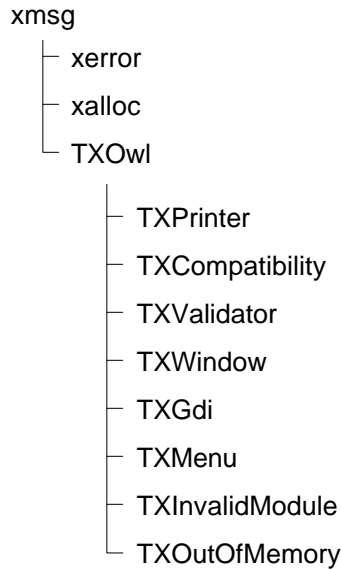 xmsg
xerror
xalloc
TXOwl
TXPrinter
TXCompatibility
TXValidator
TXWindow
TXGdi
TXMenu
TXInvalidModule
TXOutOfMemory